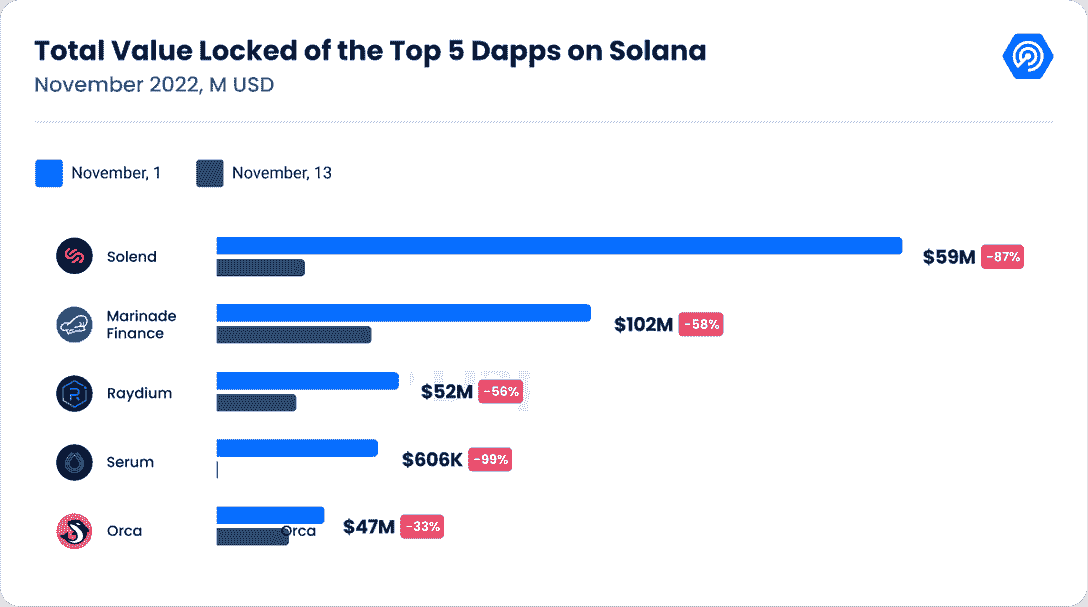 Total Value Locked of the Top 5 Dapps on Solana
November 2022, M USD
November, 1
November, 13
Solend
$59M
-87%
Marinade
Finance
$102M
-58%
Raydium
$52M
-56%
Serum
$606K
-99%
Orca
Orca
$47M
-33%